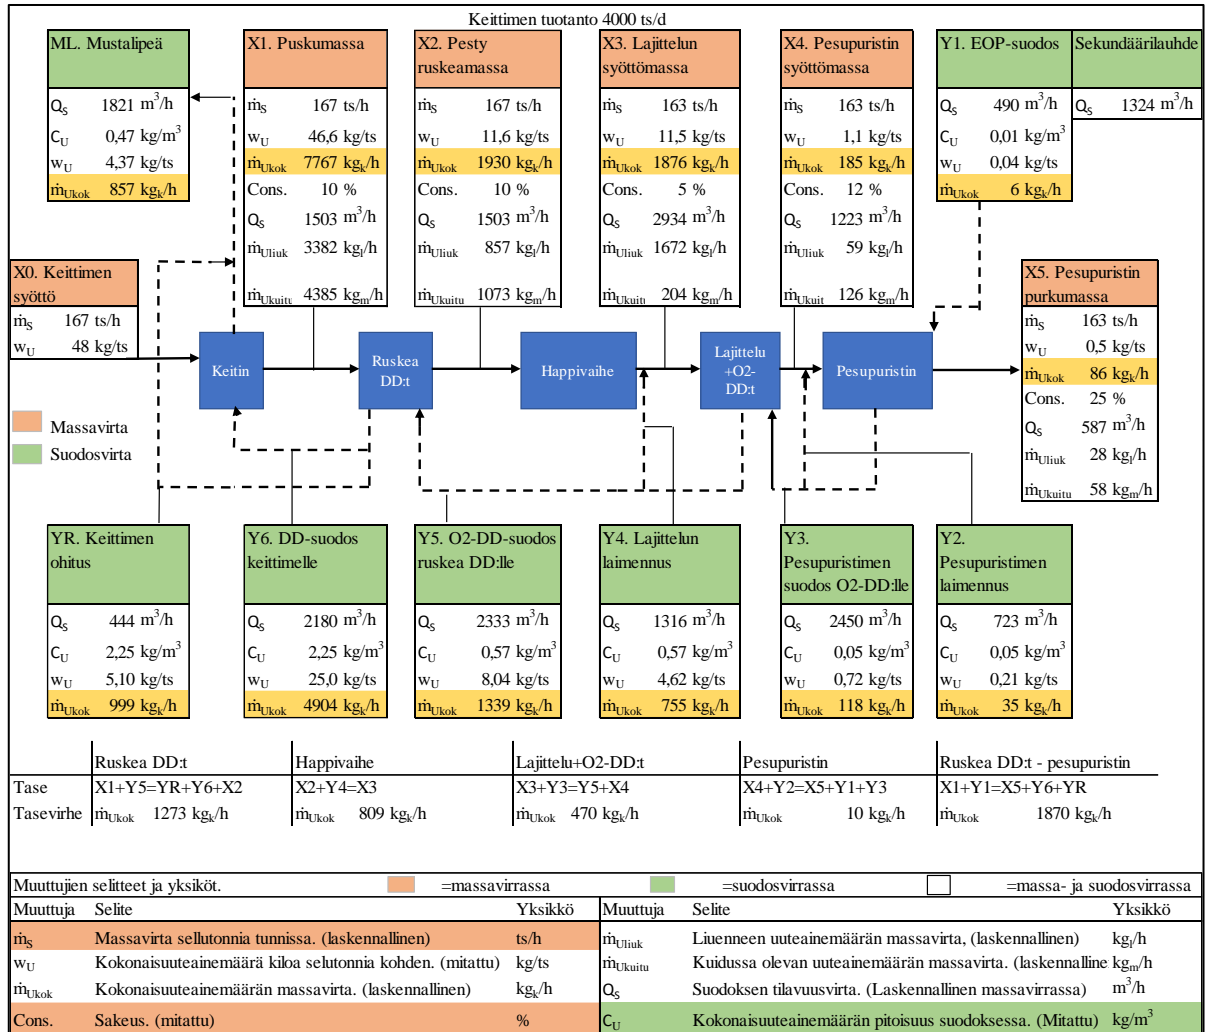 Keittimen tuotanto 4000 ts/d
ML. Mustalipeä
Q_S 1821 m³/h
C_U 0,47 kg/m³
w_U 4,37 kg/ts
ṁ_Ukok 857 kg_k/h
X1. Puskumassa
ṁ_S 167 ts/h
w_U 46,6 kg/ts
ṁ_Ukok 7767 kg_k/h
Cons. 10 %
Q_S 1503 m³/h
ṁ_Uliuk 3382 kg_l/h
ṁ_Ukuitu 4385 kg_m/h
X2. Pesty
ruskeamassa
ṁ_S 167 ts/h
w_U 11,6 kg/ts
ṁ_Ukok 1930 kg_k/h
Cons. 10 %
Q_S 1503 m³/h
ṁ_Uliuk 857 kg_l/h
ṁ_Ukuitu 1073 kg_m/h
X3. Lajittelun
syöttömassa
ṁ_S 163 ts/h
w_U 11,5 kg/ts
ṁ_Ukok 1876 kg_k/h
Cons. 5 %
Q_S 2934 m³/h
ṁ_Uliuk 1672 kg_l/h
ṁ_Ukuitu 204 kg_m/h
X4. Pesupuristin
syöttömassa
ṁ_S 163 ts/h
w_U 1,1 kg/ts
ṁ_Ukok 185 kg_k/h
Cons. 12 %
Q_S 1223 m³/h
ṁ_Uliuk 59 kg_l/h
ṁ_Ukuit 126 kg_m/h
Y1. EOP-suodos
Q_S 490 m³/h
C_U 0,01 kg/m³
w_U 0,04 kg/ts
ṁ_Ukok 6 kg_k/h
Sekundäärilauhde
Q_S 1324 m³/h
X0. Keittimen
syöttö
ṁ_S 167 ts/h
w_U 48 kg/ts
Keitin
Ruskea
DD:t
Happivaihe
Lajittelu
+O2-
DD:t
Pesupuristin
X5. Pesupuristin
purkumassa
ṁ_S 163 ts/h
w_U 0,5 kg/ts
ṁ_Ukok 86 kg_k/h
Cons. 25 %
Q_S 587 m³/h
ṁ_Uliuk 28 kg_l/h
ṁ_Ukuitu 58 kg_m/h
Massavirta
Suodosvirta
YR. Keittimen
ohitus
Q_S 444 m³/h
C_U 2,25 kg/m³
w_U 5,10 kg/ts
ṁ_Ukok 999 kg_k/h
Y6. DD-suodos
keittimelle
Q_S 2180 m³/h
C_U 2,25 kg/m³
w_U 25,0 kg/ts
ṁ_Ukok 4904 kg_k/h
Y5. O2-DD-suodos
ruskea DD:lle
Q_S 2333 m³/h
C_U 0,57 kg/m³
w_U 8,04 kg/ts
ṁ_Ukok 1339 kg_k/h
Y4. Lajittelun
laimennus
Q_S 1316 m³/h
C_U 0,57 kg/m³
w_U 4,62 kg/ts
ṁ_Ukok 755 kg_k/h
Y3.
Pesupuristimen
suodos O2-DD:lle
Q_S 2450 m³/h
C_U 0,05 kg/m³
w_U 0,72 kg/ts
ṁ_Ukok 118 kg_k/h
Y2.
Pesupuristimen
laimennus
Q_S 723 m³/h
C_U 0,05 kg/m³
w_U 0,21 kg/ts
ṁ_Ukok 35 kg_k/h
Ruskea DD:t Happivaihe Lajittelu+O2-DD:t Pesupuristin Ruskea DD:t - pesupuristin
Tase X1+Y5=YR+Y6+X2 X2+Y4=X3 X3+Y3=Y5+X4 X4+Y2=X5+Y1+Y3 X1+Y1=X5+Y6+YR
Tasevirhe ṁ_Ukok 1273 kg_k/h ṁ_Ukok 809 kg_k/h ṁ_Ukok 470 kg_k/h ṁ_Ukok 10 kg_k/h ṁ_Ukok 1870 kg_k/h
Muuttujien selitteet ja yksiköt. =massavirrassa =suodosvirrassa =massa- ja suodosvirrassa
Muuttuja Selite Yksikkö Muuttuja Selite Yksikkö
ṁ_S Massavirta sellutonnia tunnissa. (laskennallinen) ts/h ṁ_Uliuk Liuenneen uuteainemäärän massavirta, (laskennallinen) kg_l/h
w_U Kokonaisuuteainemäärä kiloa selutonnia kohden. (mitattu) kg/ts ṁ_Ukuitu Kuidussa olevan uuteainemäärän massavirta. (laskennalline kg_m/h
ṁ_Ukok Kokonaisuuteainemäärän massavirta. (laskennallinen) kg_k/h Q_S Suodoksen tilavuusvirta. (Laskennallinen massavirrassa) m³/h
Cons. Sakeus. (mitattu) % C_U Kokonaisuuteainemäärän pitoisuus suodoksessa. (Mitattu) kg/m³